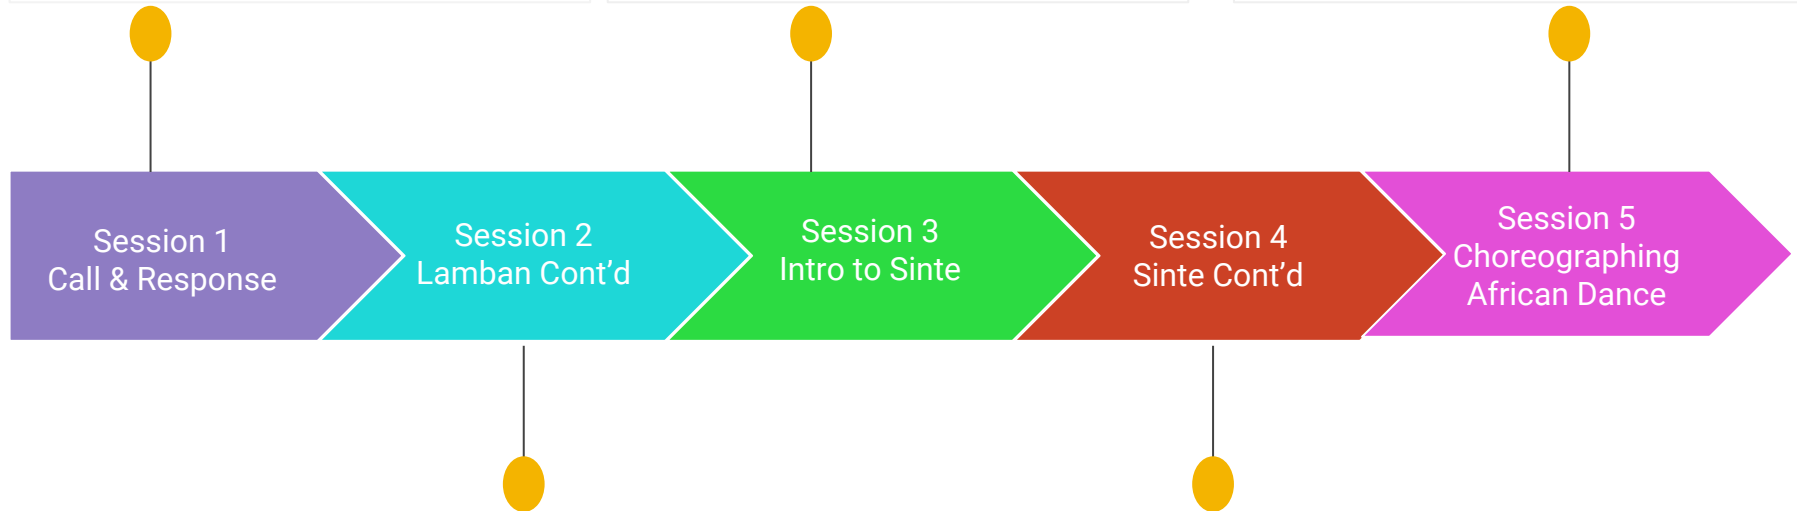 Session 1
Call & Response
Session 2
Lamban Cont’d
Session 3
Intro to Sinte
Session 4
Sinte Cont’d
Session 5
Choreographing
African Dance